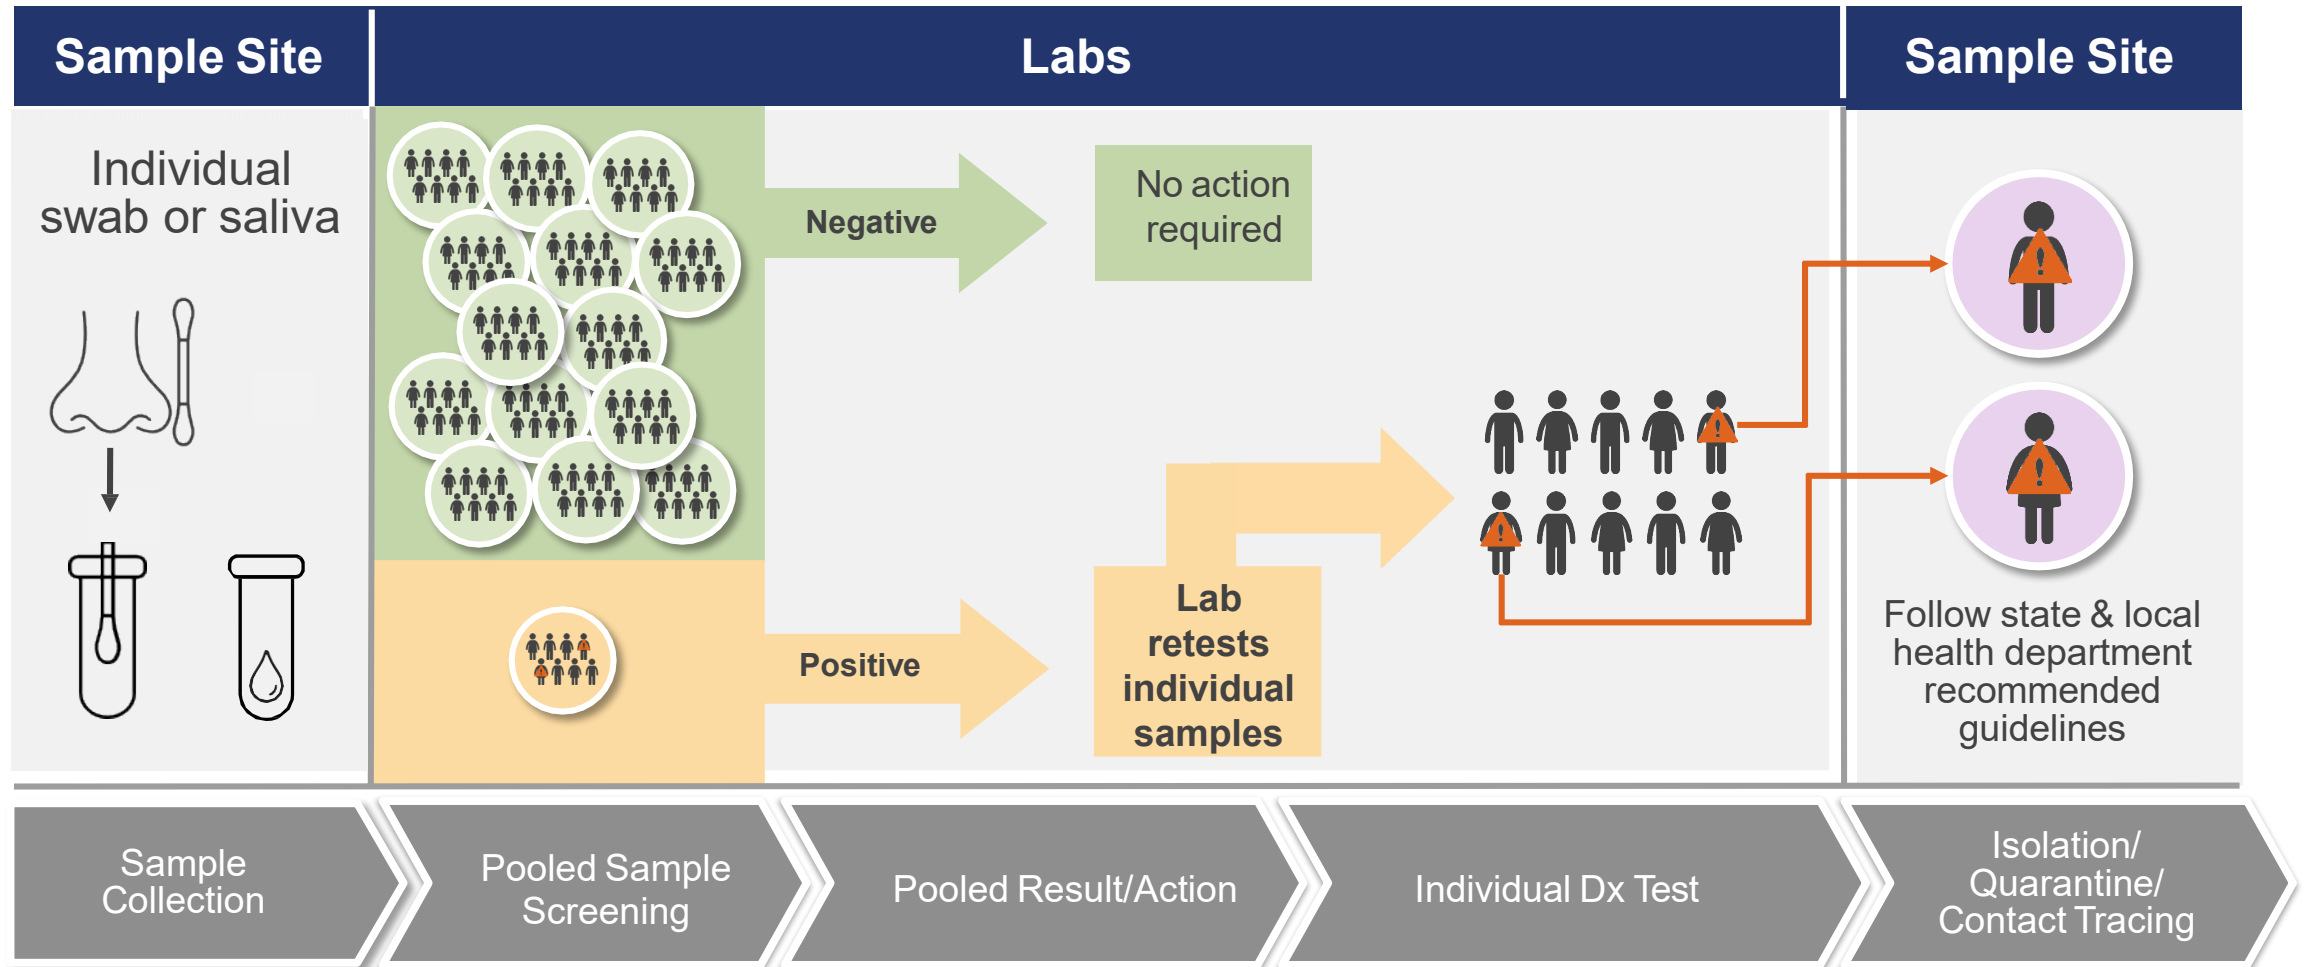 Sample Site
Labs
Sample Site
Individual
swab or saliva
Negative
No action
required
Positive
Lab
retests
individual
samples
Follow state & local
health department
recommended
guidelines
Sample
Collection
Pooled Sample
Screening
Pooled Result/Action
Individual Dx Test
Isolation/
Quarantine/
Contact Tracing